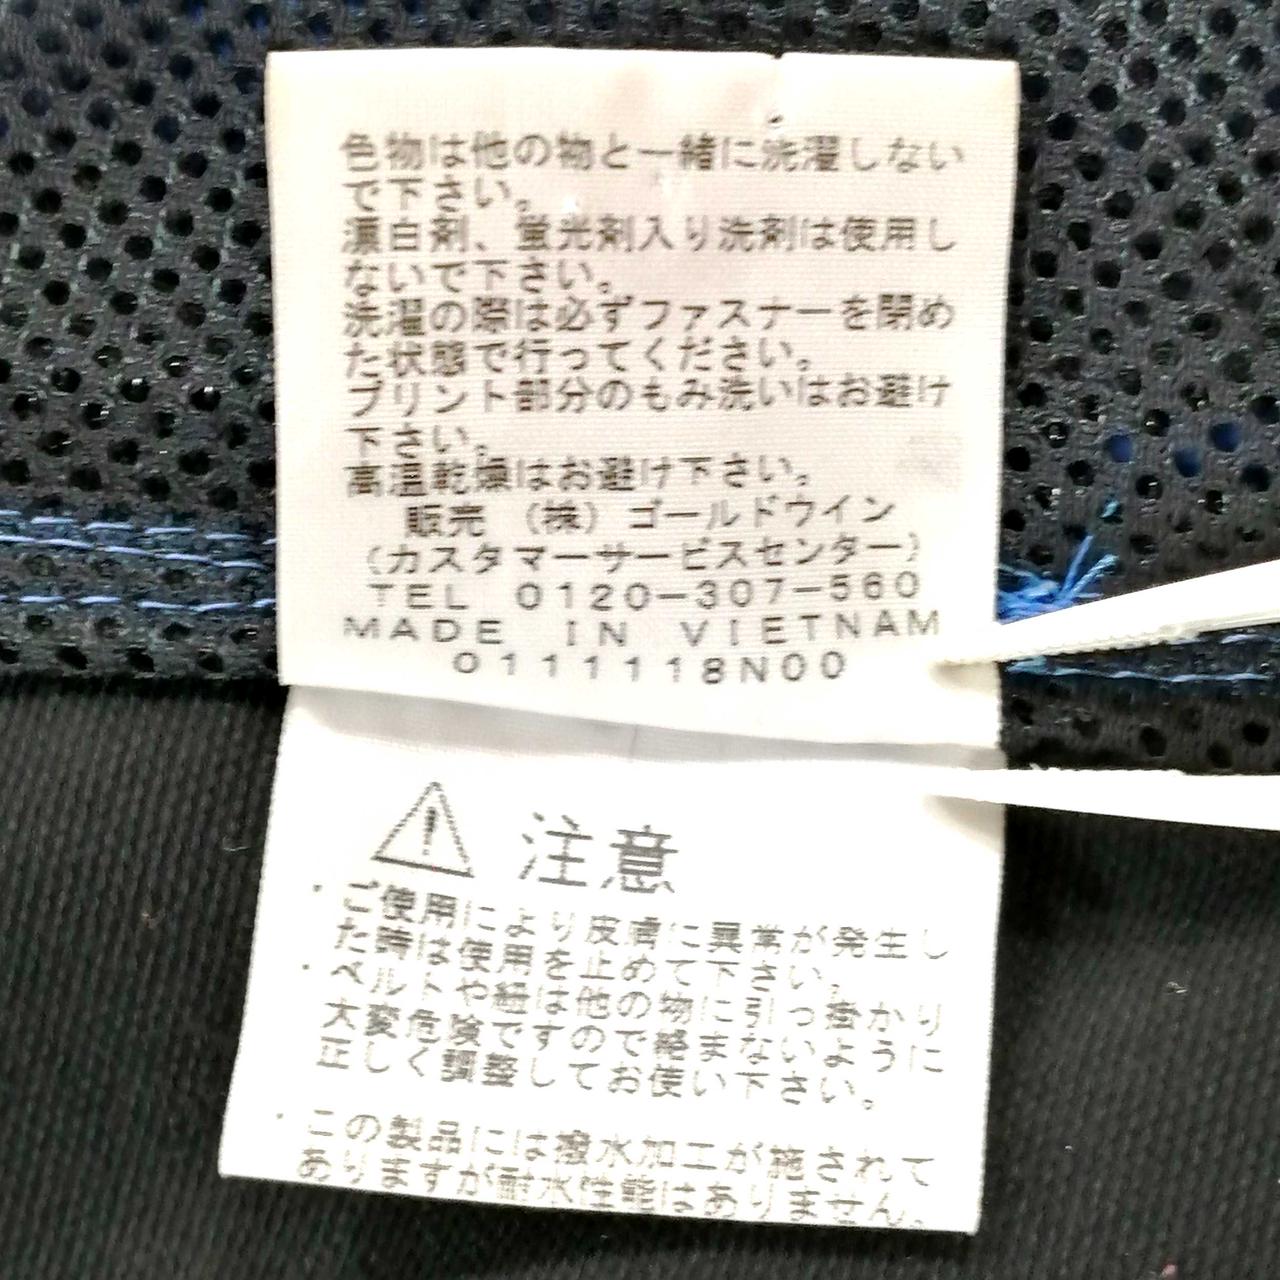 色物は他の物と一緒に洗濯しない
で下さい。
漂白剤、蛍光剤入り洗剤は使用し
ないで下さい。
洗濯の際は必ずファスナーを閉め
た状態で行ってください。
プリント部分のもみ洗いはお避け
下さい。
高温乾燥はお避け下さい。
販売 （株）ゴールドウイン
（カスタマーサービスセンター）
TEL 0120-307-560
MADE IN VIETNAM
0111118N00
注意
・ご使用により皮膚に異常が発生し
た時は使用を止めて下さい。
・ベルトや紐は他の物に引っ掛かり
大変危険ですので絡まないように
正しく調整してお使い下さい。
・この製品には撥水加工が施されて
ありますが耐水性能はありません。